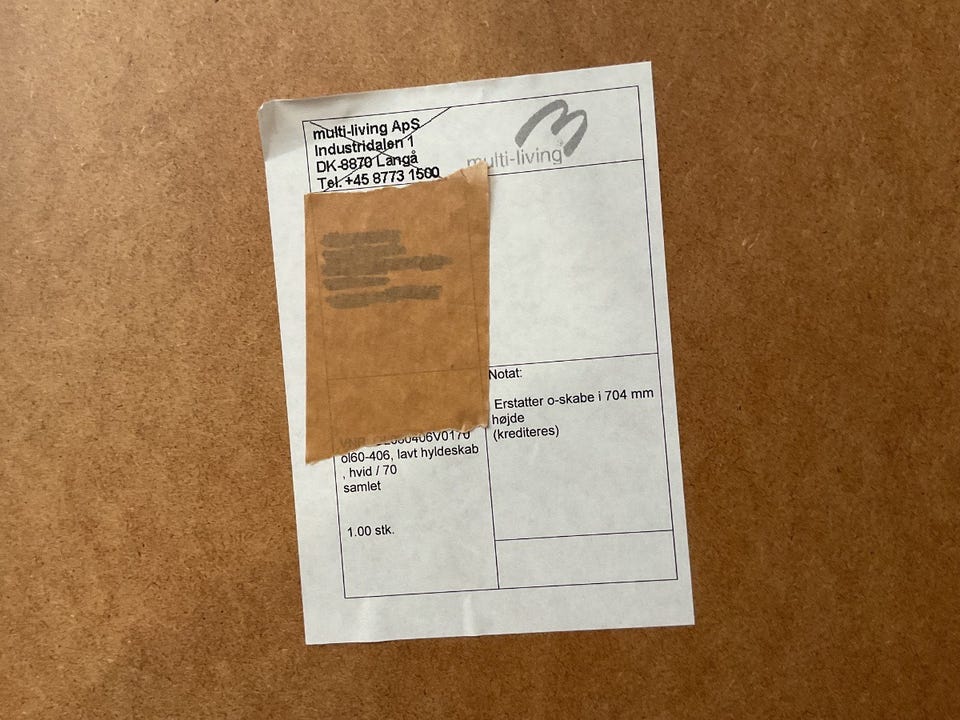 multi-living ApS
Industridalen 1
DK-8870 Langå
Tel. +45 8773 1500
multi-living
Notat:
Erstatter o-skabe i 704 mm
højde
(krediteres)
ol60-406, lavt hyldeskab
, hvid / 70
samlet
1.00 stk.